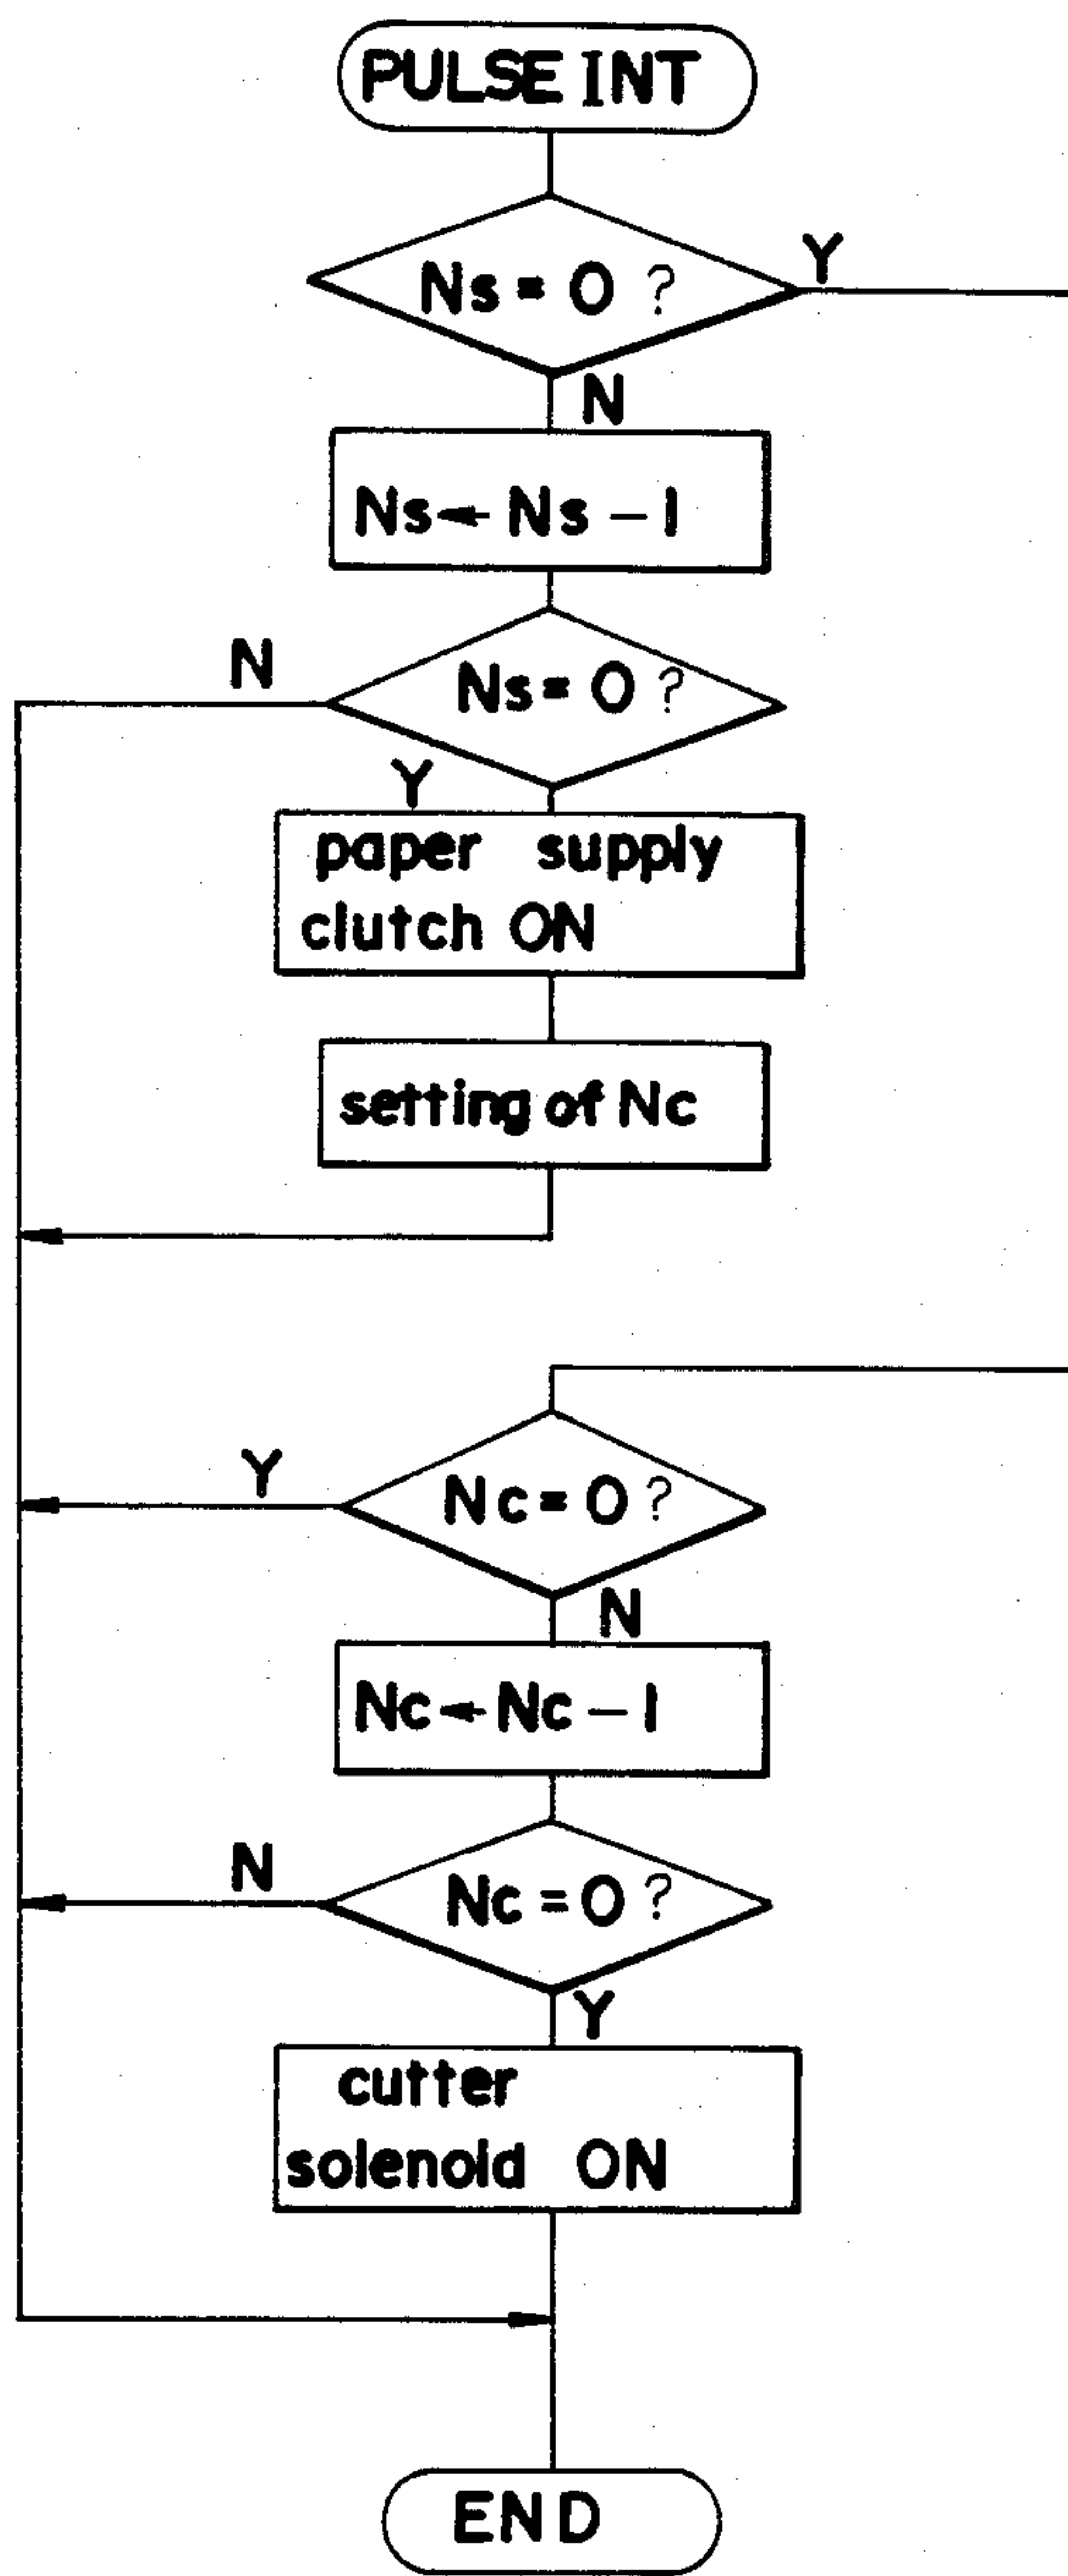 PULSE INT
Ns = 0 ?
Y
N
Ns ← Ns - 1
N
Ns = 0 ?
Y
paper supply
clutch ON
setting of Nc
Y
Nc = 0 ?
N
Nc ← Nc - 1
N
Nc = 0 ?
Y
cutter
solenoid ON
END